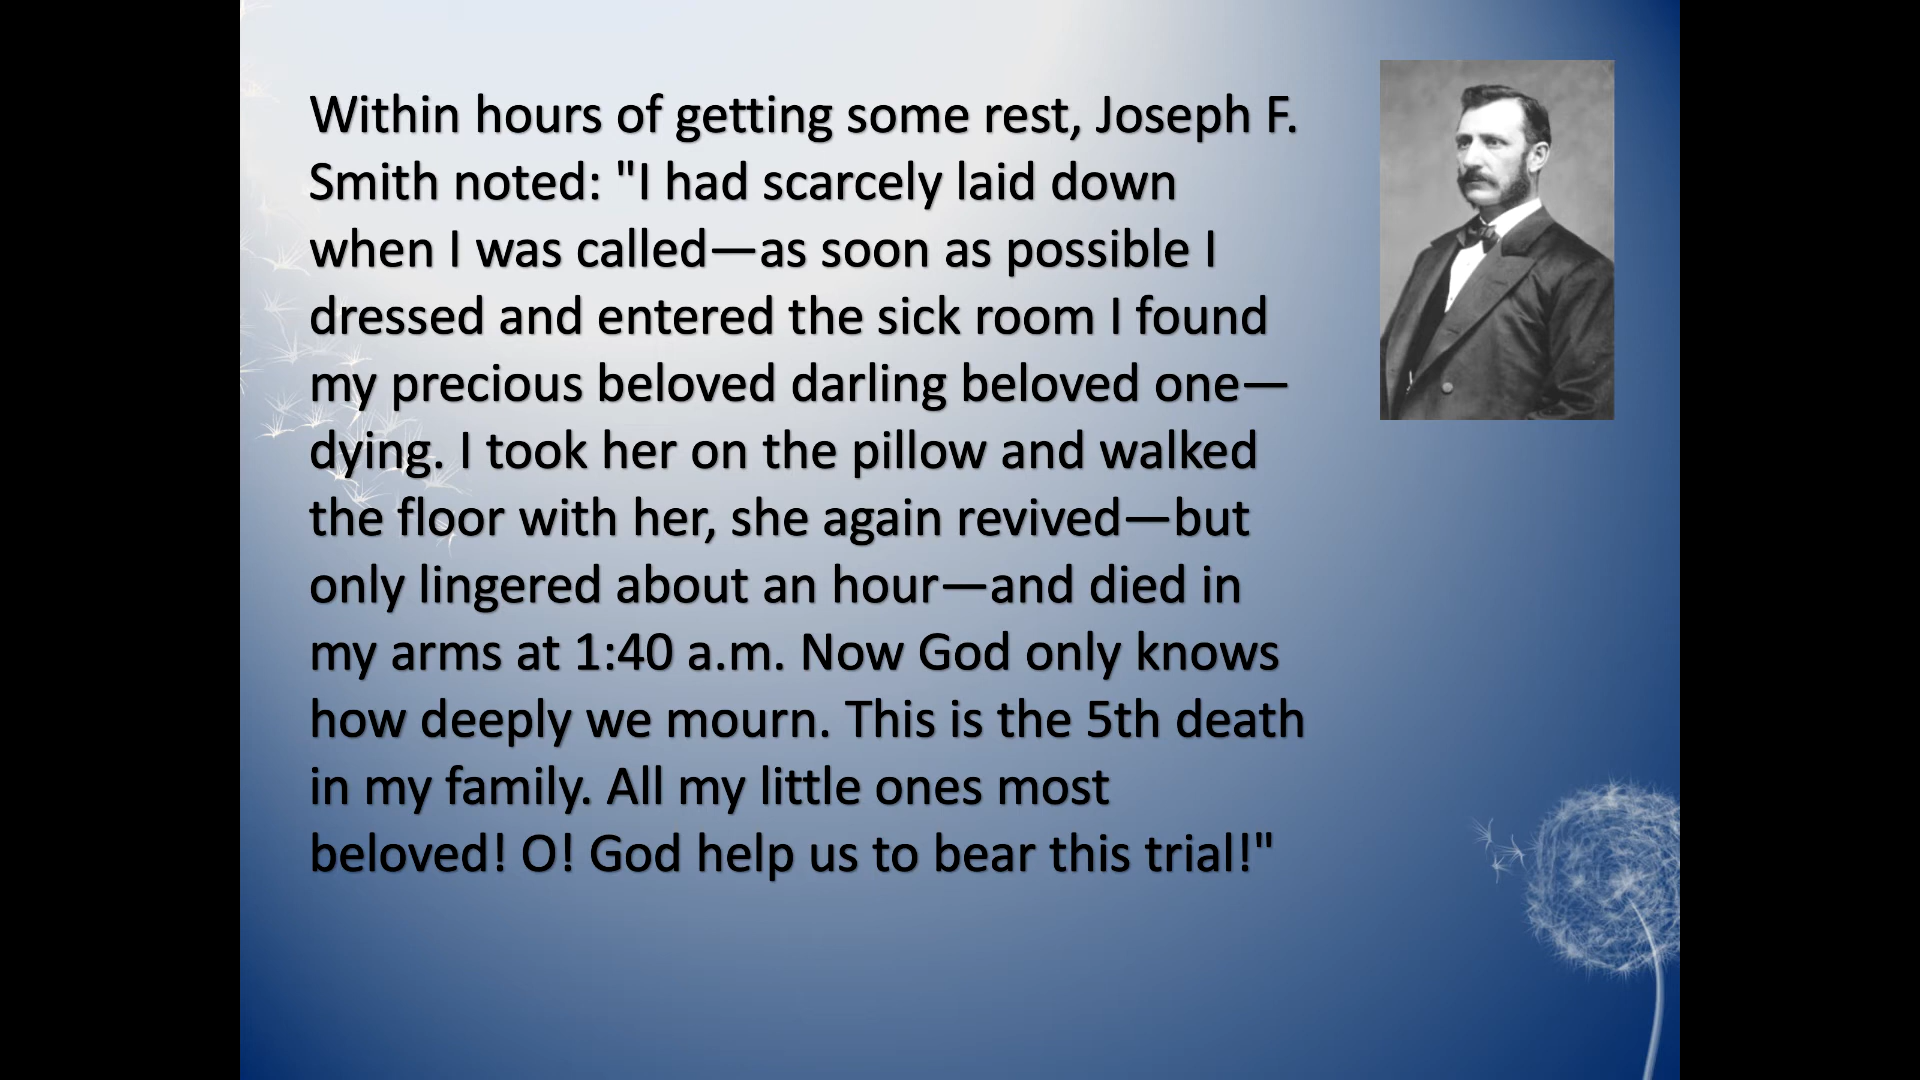 Within hours of getting some rest, Joseph F.
Smith noted: "I had scarcely laid down
when I was called—as soon as possible I
dressed and entered the sick room I found
my precious beloved darling beloved one—
dying. I took her on the pillow and walked
the floor with her, she again revived—but
only lingered about an hour—and died in
my arms at 1:40 a.m. Now God only knows
how deeply we mourn. This is the 5th death
in my family. All my little ones most
beloved! O! God help us to bear this trial!"